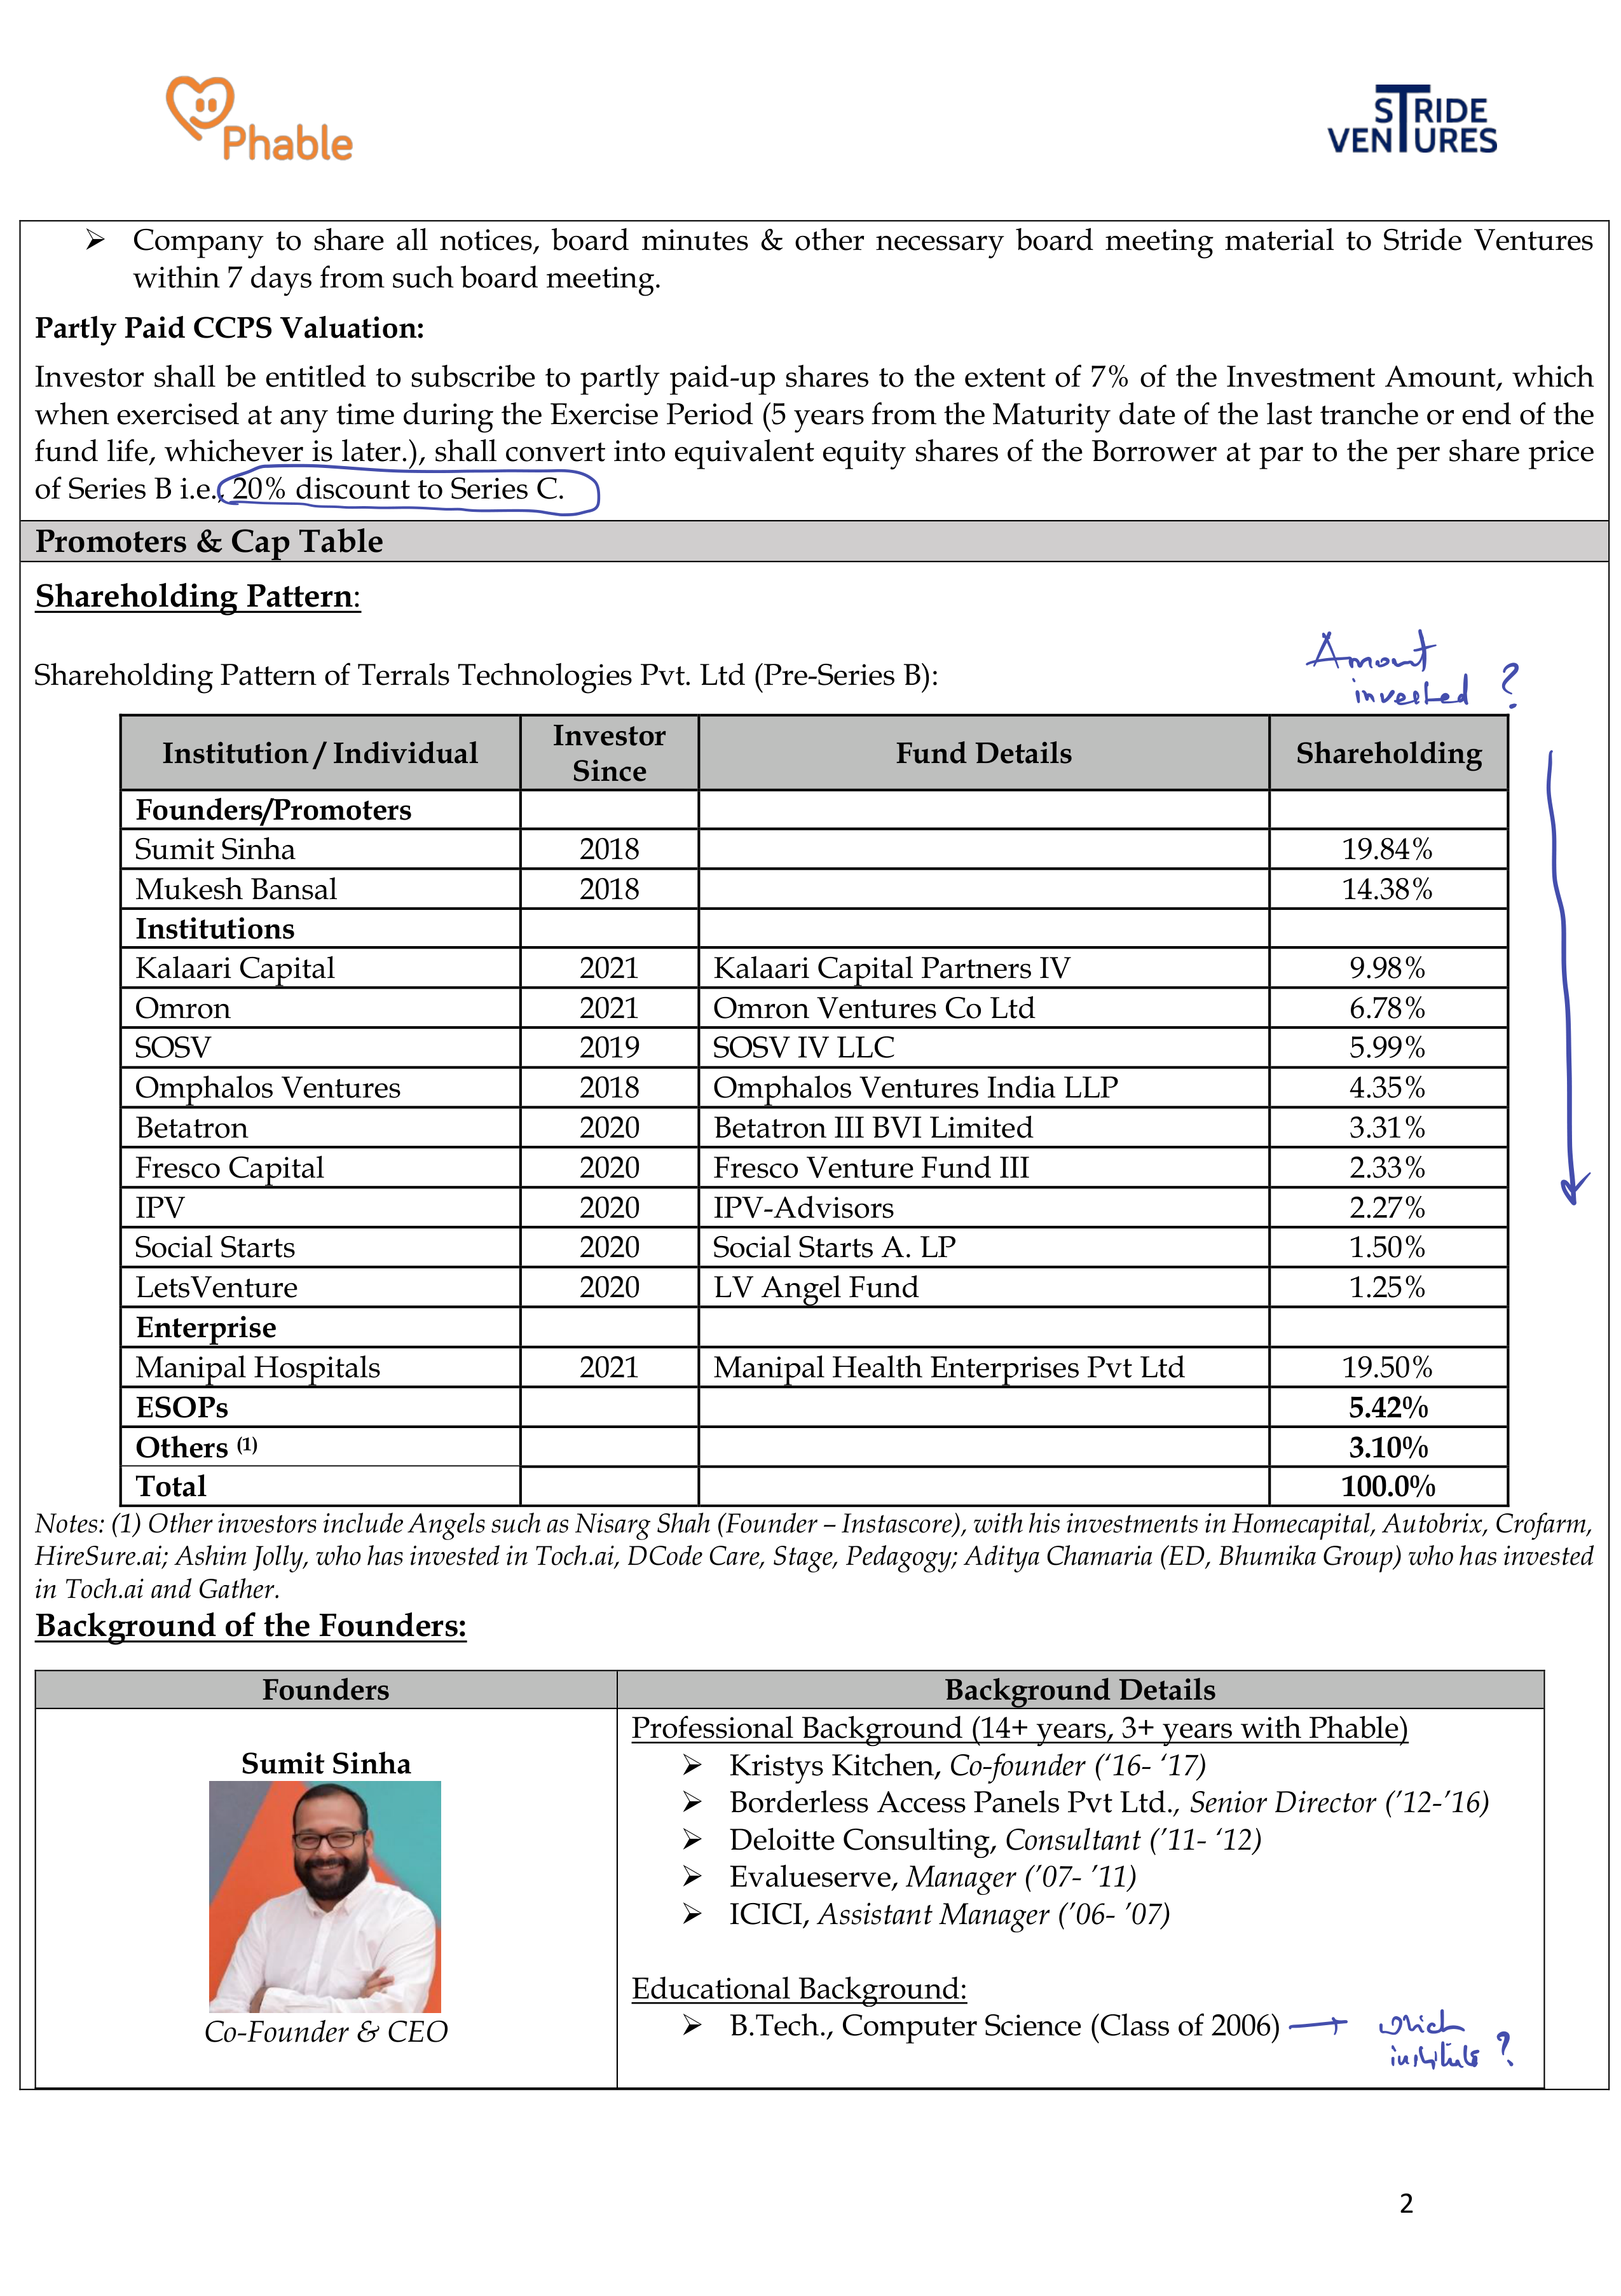 Phable
STRIDE
VENTURES
➢ Company to share all notices, board minutes & other necessary board meeting material to Stride Ventures
within 7 days from such board meeting.
Partly Paid CCPS Valuation:
Investor shall be entitled to subscribe to partly paid-up shares to the extent of 7% of the Investment Amount, which
when exercised at any time during the Exercise Period (5 years from the Maturity date of the last tranche or end of the
fund life, whichever is later.), shall convert into equivalent equity shares of the Borrower at par to the per share price
of Series B i.e., 20% discount to Series C.
Promoters & Cap Table
Shareholding Pattern:
Amount
invested ?
Shareholding Pattern of Terrals Technologies Pvt. Ltd (Pre-Series B):
Institution / Individual Investor Since Fund Details Shareholding
Founders/Promoters
Sumit Sinha 2018 19.84%
Mukesh Bansal 2018 14.38%
Institutions
Kalaari Capital 2021 Kalaari Capital Partners IV 9.98%
Omron 2021 Omron Ventures Co Ltd 6.78%
SOSV 2019 SOSV IV LLC 5.99%
Omphalos Ventures 2018 Omphalos Ventures India LLP 4.35%
Betatron 2020 Betatron III BVI Limited 3.31%
Fresco Capital 2020 Fresco Venture Fund III 2.33%
IPV 2020 IPV-Advisors 2.27%
Social Starts 2020 Social Starts A. LP 1.50%
LetsVenture 2020 LV Angel Fund 1.25%
Enterprise
Manipal Hospitals 2021 Manipal Health Enterprises Pvt Ltd 19.50%
ESOPs 5.42%
Others (1) 3.10%
Total 100.0%
Notes: (1) Other investors include Angels such as Nisarg Shah (Founder – Instascore), with his investments in Homecapital, Autobrix, Crofarm,
HireSure.ai; Ashim Jolly, who has invested in Toch.ai, DCode Care, Stage, Pedagogy; Aditya Chamaria (ED, Bhumika Group) who has invested
in Toch.ai and Gather.
Background of the Founders:
Founders Background Details
Sumit Sinha
Co-Founder & CEO
Professional Background (14+ years, 3+ years with Phable)
➢ Kristys Kitchen, Co-founder (‘16- ‘17)
➢ Borderless Access Panels Pvt Ltd., Senior Director (’12-’16)
➢ Deloitte Consulting, Consultant (’11- ‘12)
➢ Evalueserve, Manager (’07- ’11)
➢ ICICI, Assistant Manager (’06- ’07)
Educational Background:
➢ B.Tech., Computer Science (Class of 2006) → which
institute ?
2